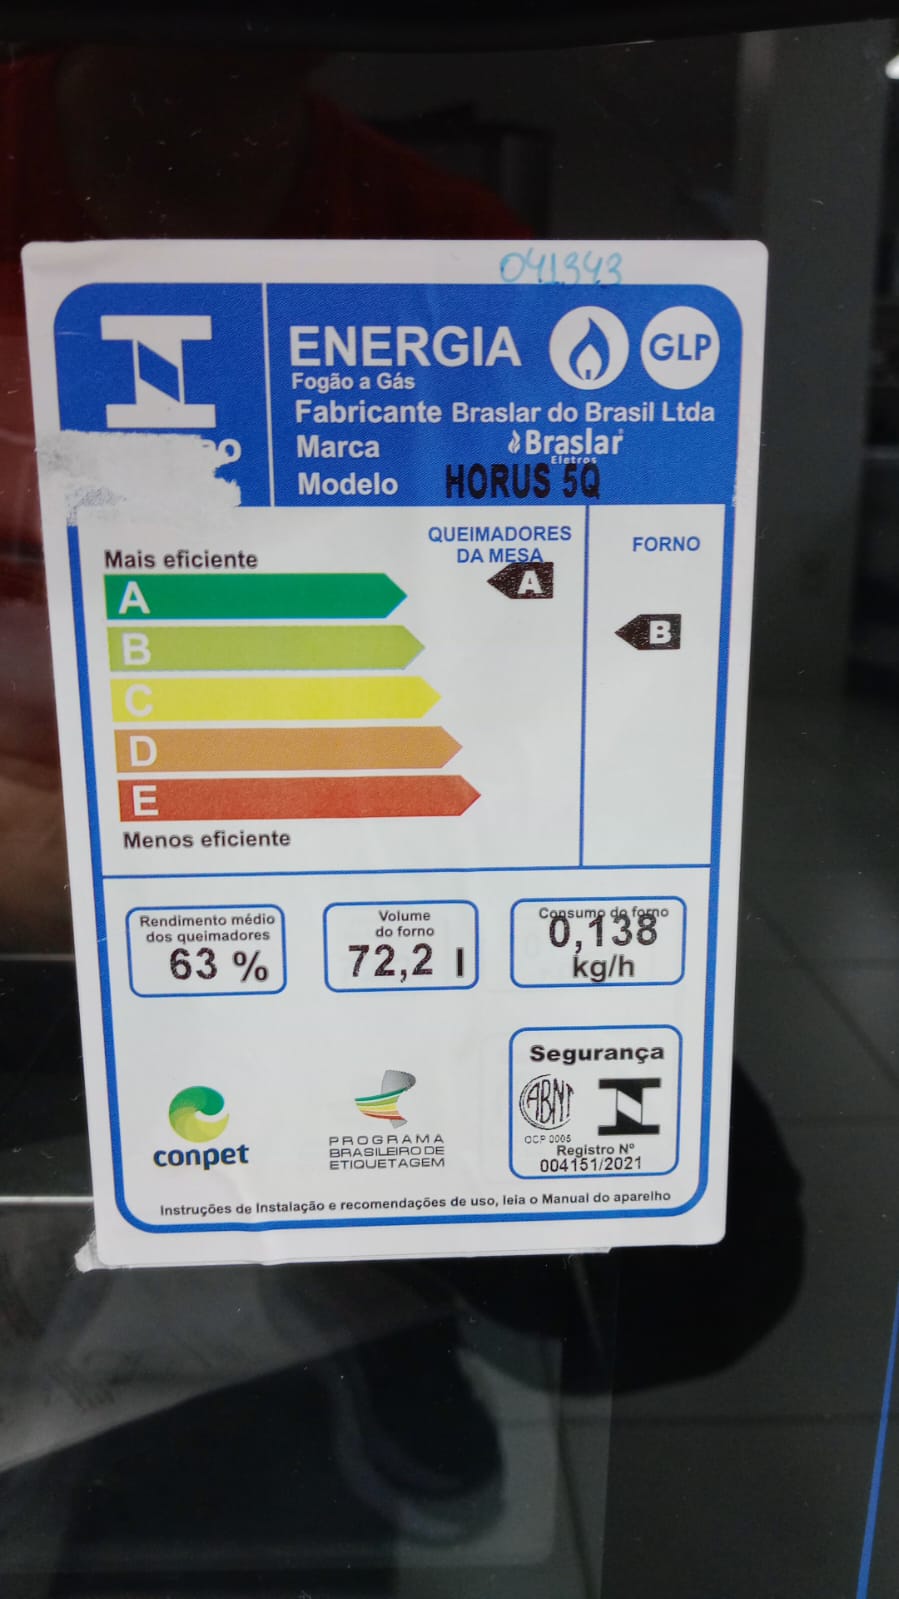 041343
ENERGIA
GLP
Fogão a Gás
Fabricante Braslar do Brasil Ltda
Marca Braslar
Eletros
Modelo HORUS 5Q
QUEIMADORES
DA MESA
FORNO
Mais eficiente
A
A
B
B
C
D
E
Menos eficiente
Rendimento médio
dos queimadores
63 %
Volume
do forno
72,2 l
Consumo do forno
0,138
kg/h
conpet
PROGRAMA
BRASILEIRO DE
ETIQUETAGEM
Segurança
ABNT
OCP 0005
Registro Nº
004151/2021
Instruções de Instalação e recomendações de uso, leia o Manual do aparelho